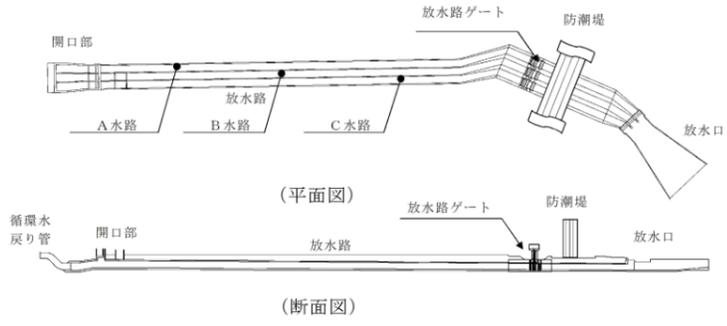 放水路ゲート
防潮堤
開口部
放水路
A水路
B水路
C水路
放水口
(平面図)
循環水
戻り管
開口部
放水路
放水路ゲート
防潮堤
放水口
(断面図)